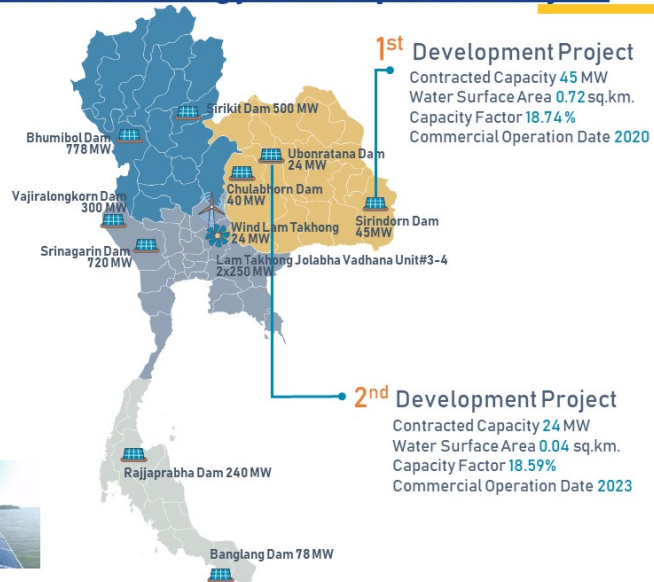 1st Development Project
Contracted Capacity 45 MW
Water Surface Area 0.72 sq.km.
Capacity Factor 18.74%
Commercial Operation Date 2020
Sirikit Dam 500 MW
Bhumibol Dam
778 MW
Ubonratana Dam
24 MW
Chulabhorn Dam
40 MW
Vajiralongkorn Dam
300 MW
Sirindorn Dam
45MW
Wind Lam Takhong
24 MW
Srinagarin Dam
720 MW
Lam Takhong Jolabha Vadhana Unit#3-4
2x250 MW
2nd Development Project
Contracted Capacity 24 MW
Water Surface Area 0.04 sq.km.
Capacity Factor 18.59%
Commercial Operation Date 2023
Rajjaprabha Dam 240 MW
Banglang Dam 78 MW